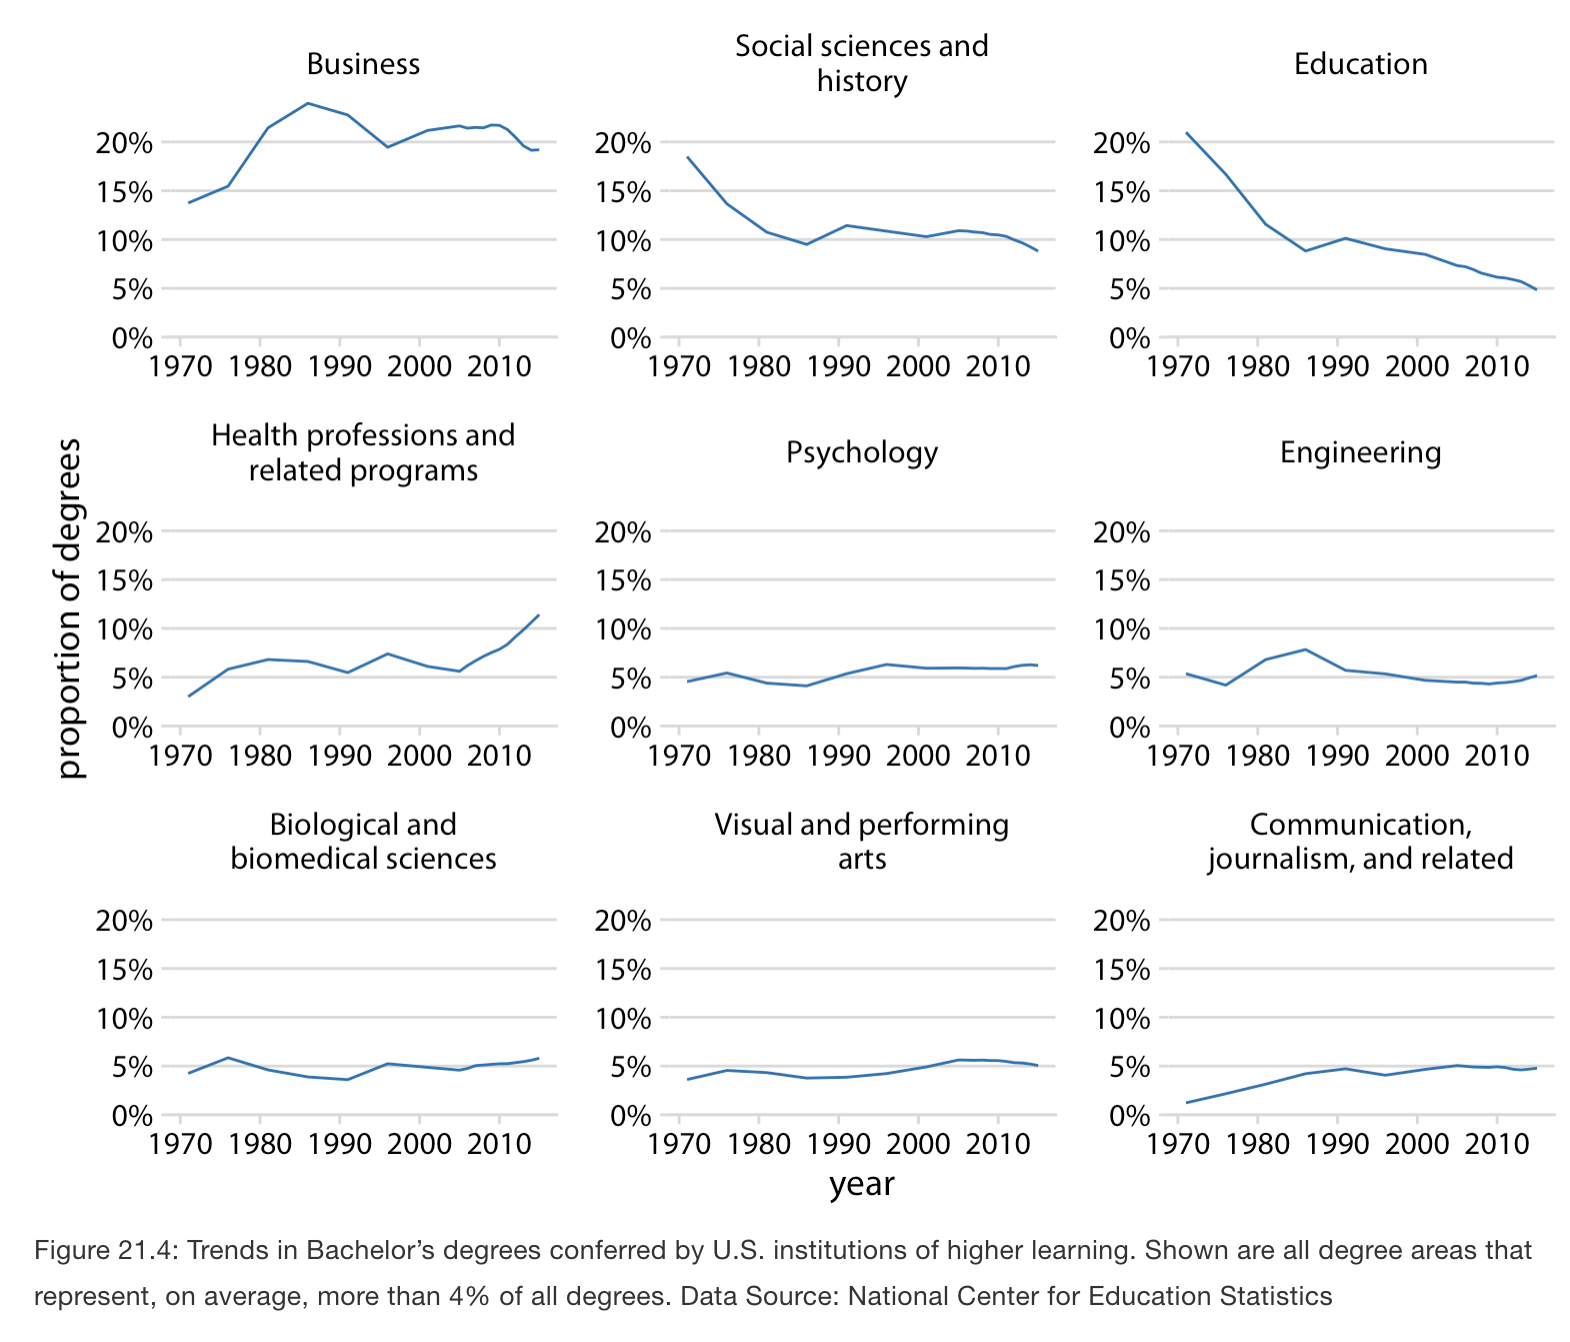 Business
Social sciences and
history
Education
20%
15%
10%
5%
0%
1970 1980 1990 2000 2010
20%
15%
10%
5%
0%
1970 1980 1990 2000 2010
20%
15%
10%
5%
0%
1970 1980 1990 2000 2010
proportion of degrees
Health professions and
related programs
Psychology
Engineering
20%
15%
10%
5%
0%
1970 1980 1990 2000 2010
20%
15%
10%
5%
0%
1970 1980 1990 2000 2010
20%
15%
10%
5%
0%
1970 1980 1990 2000 2010
Biological and
biomedical sciences
Visual and performing
arts
Communication,
journalism, and related
20%
15%
10%
5%
0%
1970 1980 1990 2000 2010
20%
15%
10%
5%
0%
1970 1980 1990 2000 2010
20%
15%
10%
5%
0%
1970 1980 1990 2000 2010
year
Figure 21.4: Trends in Bachelor’s degrees conferred by U.S. institutions of higher learning. Shown are all degree areas that
represent, on average, more than 4% of all degrees. Data Source: National Center for Education Statistics